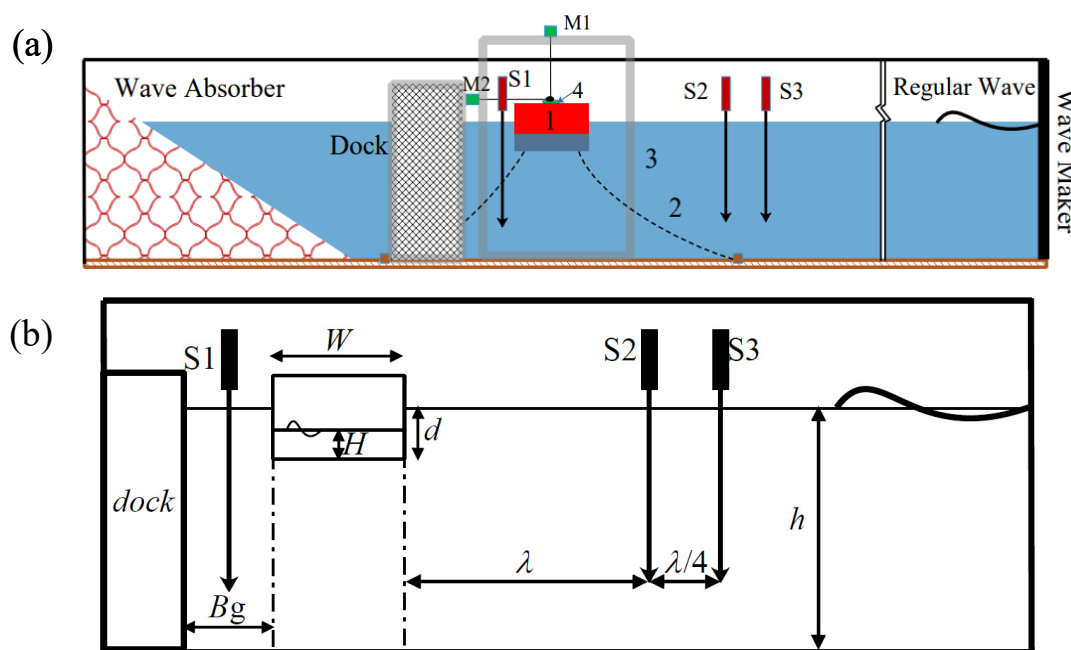 (a)
M1
Wave Absorber
M2
S1
4
S2
S3
Regular Wave
Wave Maker
1
Dock
3
2
(b)
S1
W
S2
S3
d
H
dock
h
λ
λ/4
Bg